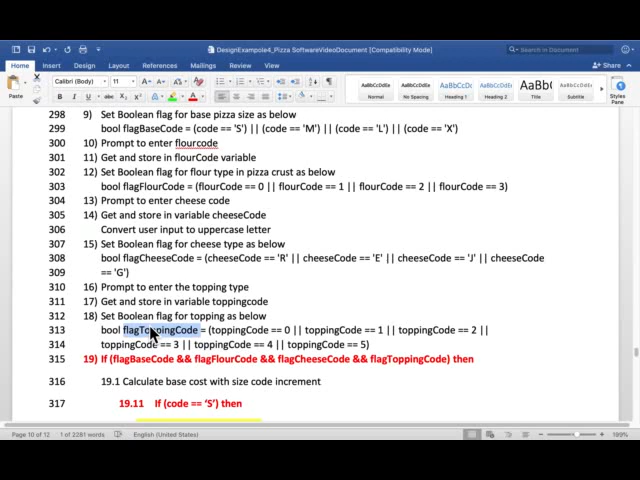 DesignExampole4_Pizza SoftwareVideoDocument [Compatibility Mode]
Search in Document
Home Insert Design Layout References Mailings Review View Share
Paste Calibri (Body) 11
AaBbCcDdEe Normal AaBbCcDdEe No Spacing AaBbCcDc Heading 1 AaBbCcDdEe Heading 2 AaBb( Title AaBbCcDdEe Subtitle Styles Pane
298 9) Set Boolean flag for base pizza size as below
299 bool flagBaseCode = (code == 'S') || (code == 'M') || (code == 'L') || (code == 'X')
300 10) Prompt to enter flourcode
301 11) Get and store in flourCode variable
302 12) Set Boolean flag for flour type in pizza crust as below
303 bool flagFlourCode = (flourCode == 0 || flourCode == 1 || flourCode == 2 || flourCode == 3)
304 13) Prompt to enter cheese code
305 14) Get and store in variable cheeseCode
306 Convert user input to uppercase letter
307 15) Set Boolean flag for cheese type as below
308 bool flagCheeseCode = (cheeseCode == 'R' || cheeseCode == 'E' || cheeseCode == 'J' || cheeseCode
309 == 'G')
310 16) Prompt to enter the topping type
311 17) Get and store in variable toppingcode
312 18) Set Boolean flag for topping as below
313 bool flagToppingCode = (toppingCode == 0 || toppingCode == 1 || toppingCode == 2 ||
314 toppingCode == 3 || toppingCode == 4 || toppingCode == 5)
315 19) If (flagBaseCode && flagFlourCode && flagCheeseCode && flagToppingCode) then
316 19.1 Calculate base cost with size code increment
317 19.11 If (code == ‘S’) then
Page 10 of 12 1 of 2281 words English (United States) 199%